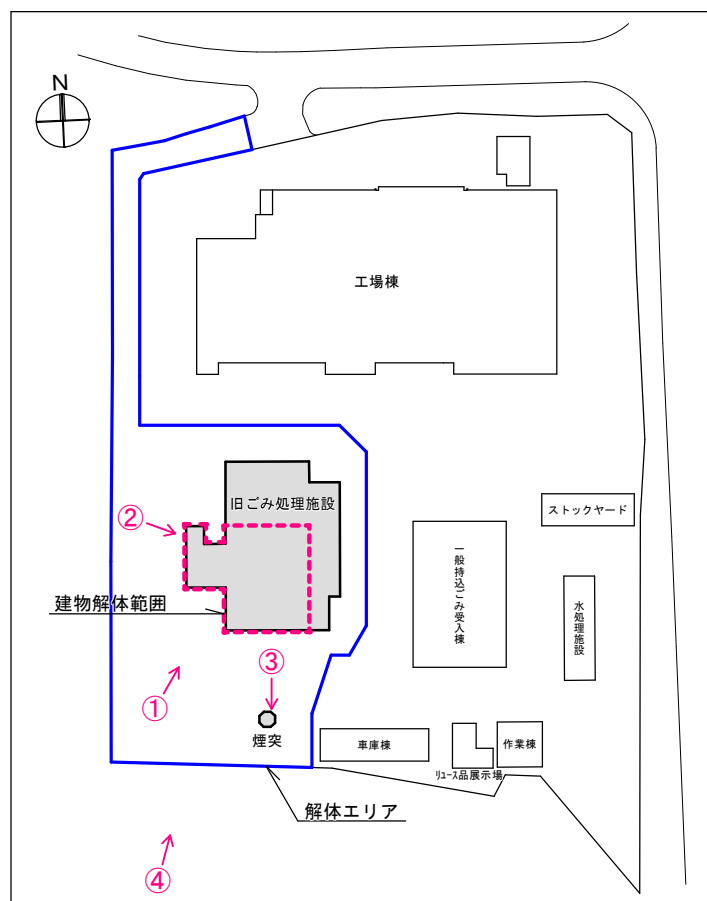 N
工場棟
旧ごみ処理施設
ストックヤード
②
一般持込ごみ受入棟
水処理施設
建物解体範囲
③
①
煙突
車庫棟
作業棟
リユース品展示場
解体エリア
④